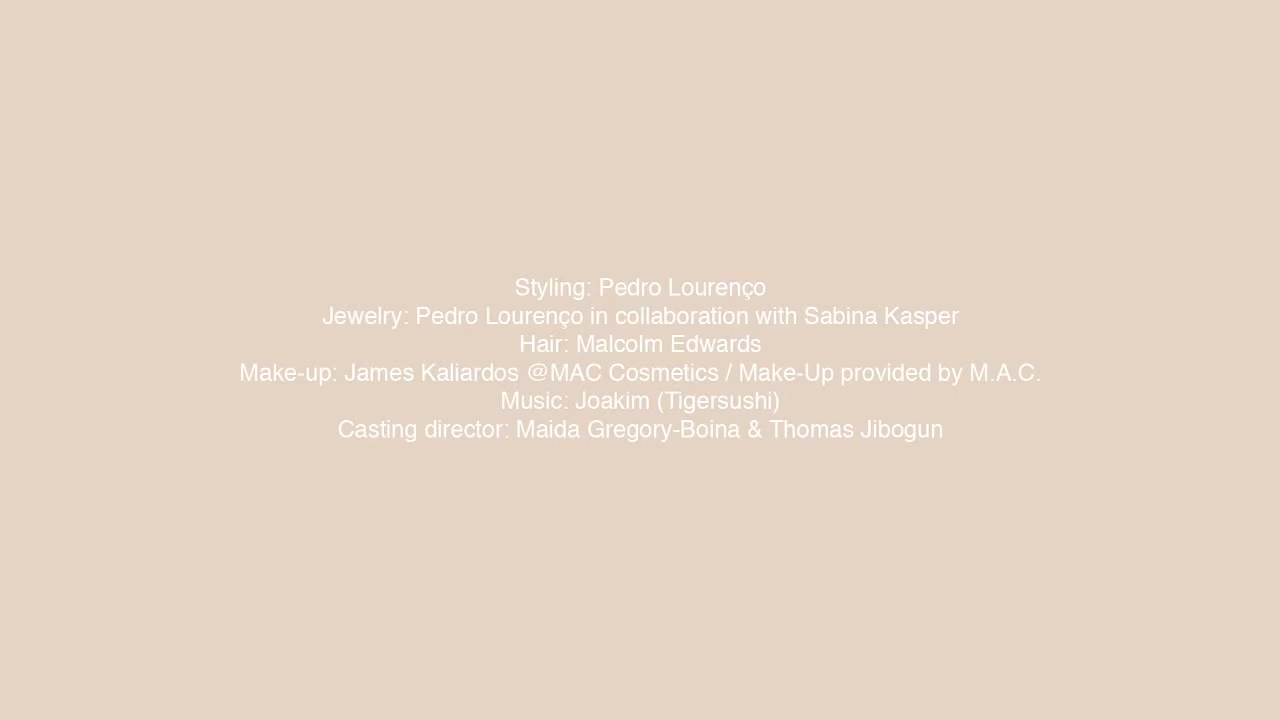 Styling: Pedro Lourenço
Jewelry: Pedro Lourenço in collaboration with Sabina Kasper
Hair: Malcolm Edwards
Make-up: James Kaliardos @MAC Cosmetics / Make-Up provided by M.A.C.
Music: Joakim (Tigersushi)
Casting director: Maida Gregory-Boina & Thomas Jibogun